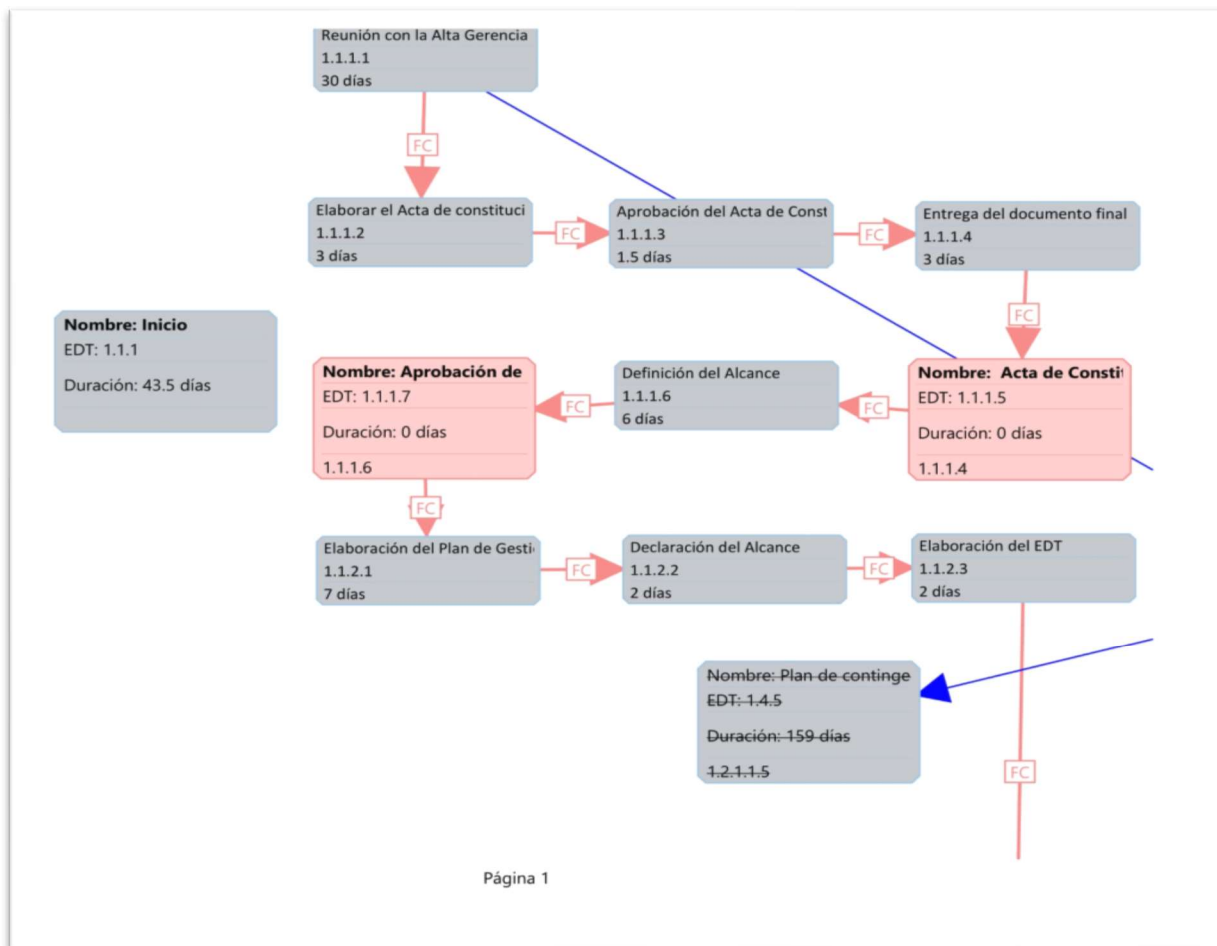 Reunión con la Alta Gerencia
1.1.1.1
30 días
FC
Elaborar el Acta de constituci
1.1.1.2
3 días
FC
Aprobación del Acta de Const
1.1.1.3
1.5 días
FC
Entrega del documento final
1.1.1.4
3 días
FC
Nombre: Inicio
EDT: 1.1.1
Duración: 43.5 días
Nombre: Aprobación de
EDT: 1.1.1.7
Duración: 0 días
1.1.1.6
FC
Definición del Alcance
1.1.1.6
6 días
FC
Nombre: Acta de Constit
EDT: 1.1.1.5
Duración: 0 días
1.1.1.4
FC
Elaboración del Plan de Gesti
1.1.2.1
7 días
FC
Declaración del Alcance
1.1.2.2
2 días
FC
Elaboración del EDT
1.1.2.3
2 días
Nombre: Plan de continge
EDT: 1.4.5
Duración: 159 días
1.2.1.1.5
FC
Página 1